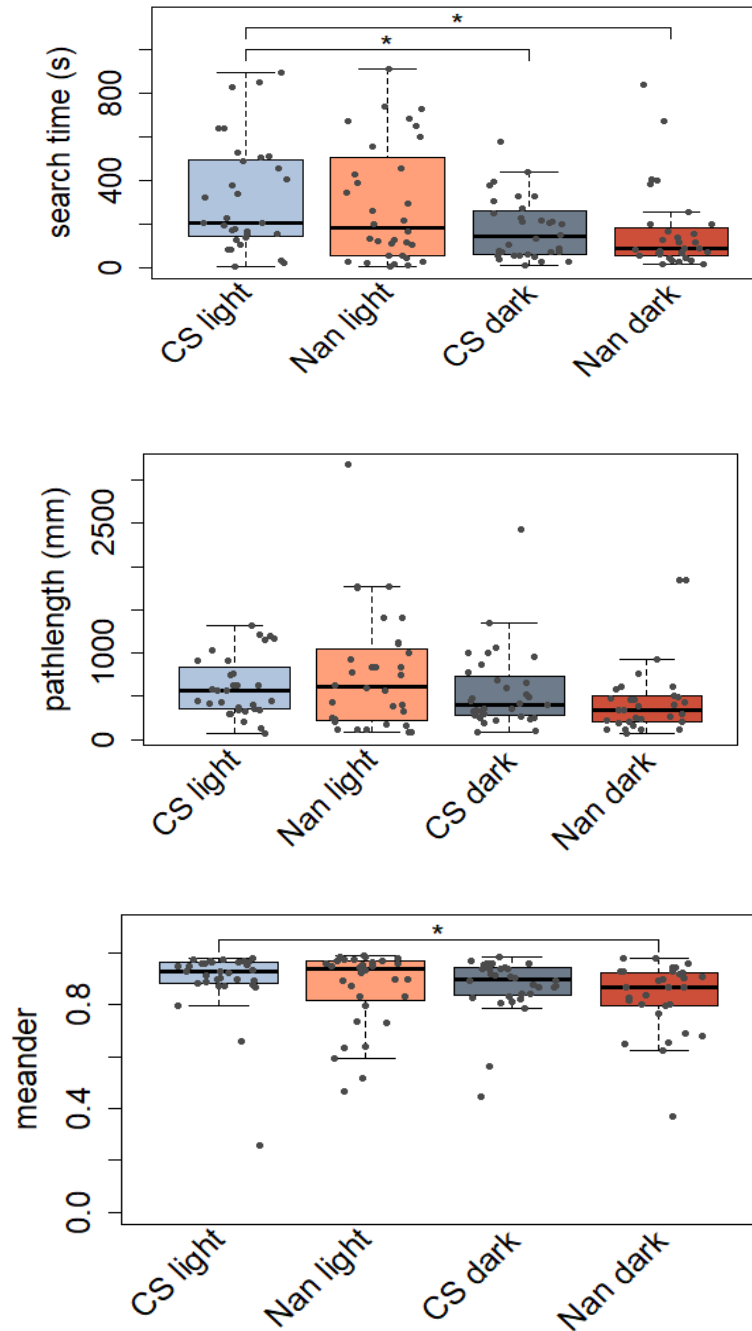 *
*
search time (s)
800
400
0
CS light
Nan light
CS dark
Nan dark
pathlength (mm)
2500
1000
0
CS light
Nan light
CS dark
Nan dark
*
meander
0.8
0.4
0.0
CS light
Nan light
CS dark
Nan dark